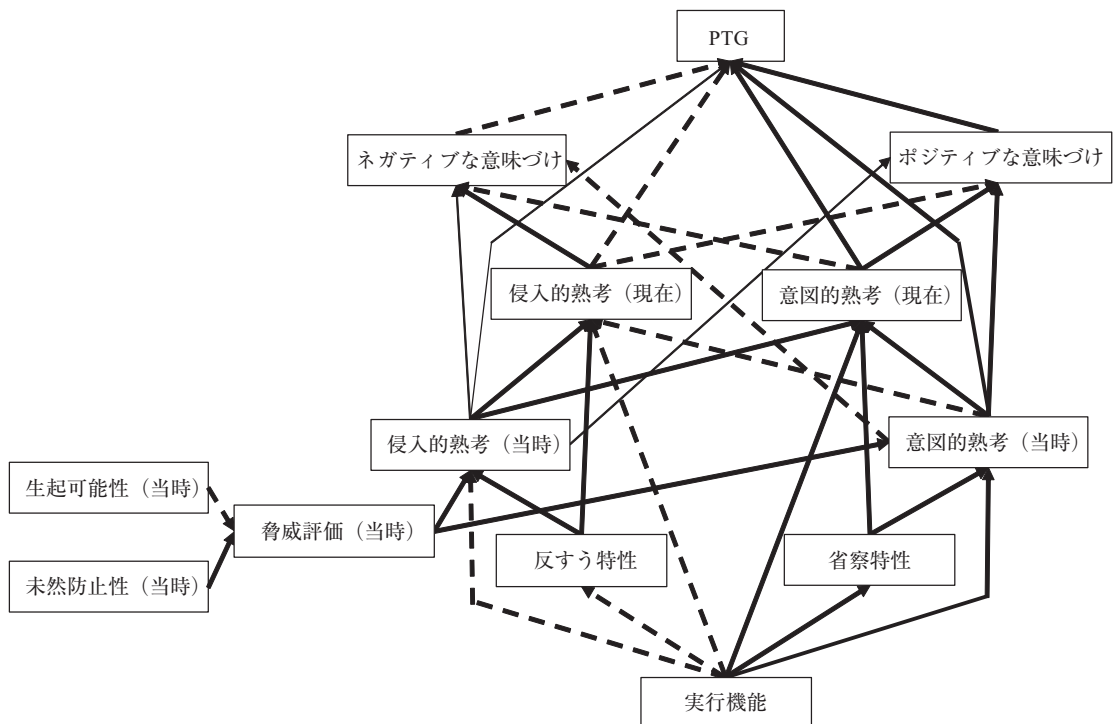 PTG
ネガティブな意味づけ
ポジティブな意味づけ
侵入的熟考（現在）
意図的熟考（現在）
侵入的熟考（当時）
意図的熟考（当時）
生起可能性（当時）
脅威評価（当時）
反すう特性
省察特性
未然防止性（当時）
実行機能